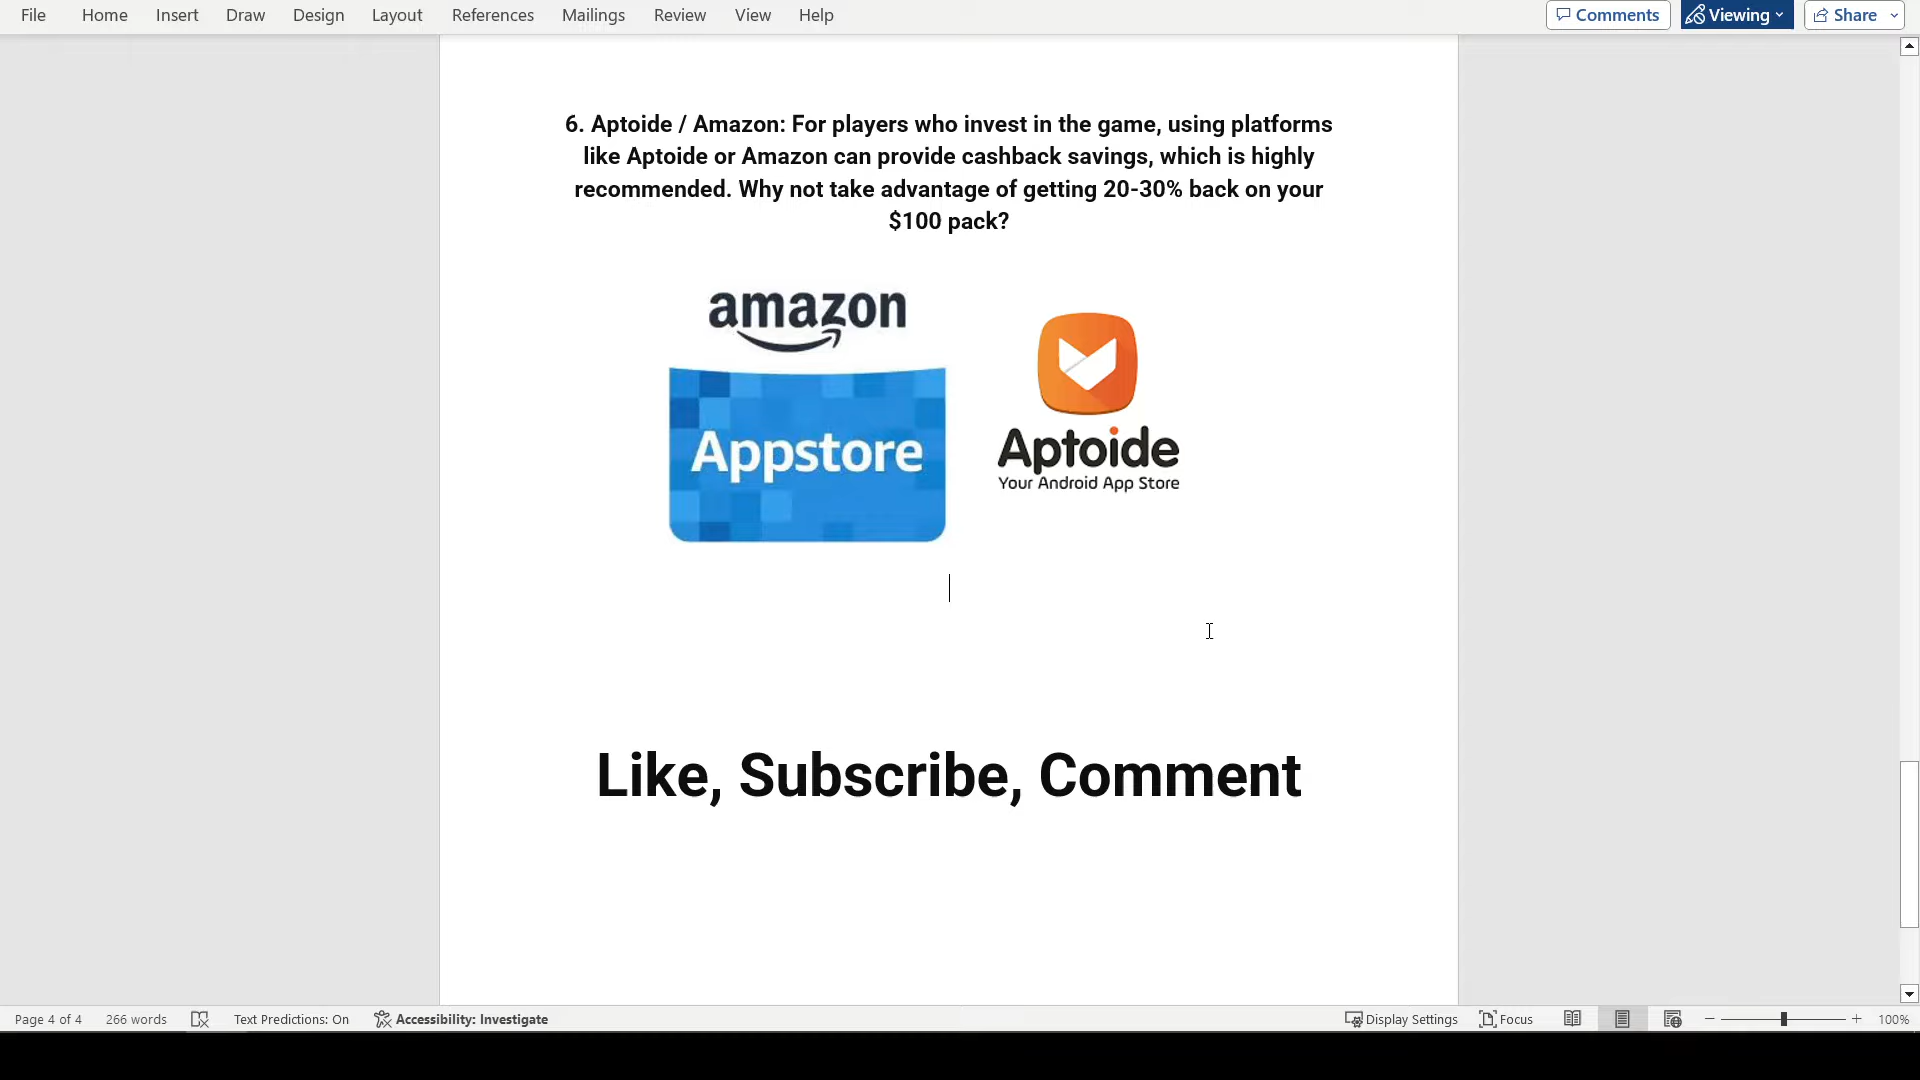 File Home Insert Draw Design Layout References Mailings Review View Help Comments Viewing Share
6. Aptoide / Amazon: For players who invest in the game, using platforms
like Aptoide or Amazon can provide cashback savings, which is highly
recommended. Why not take advantage of getting 20-30% back on your
$100 pack?
amazon
Appstore
Aptoide
Your Android App Store
Like, Subscribe, Comment
Page 4 of 4 266 words Text Predictions: On Accessibility: Investigate Display Settings Focus 100%